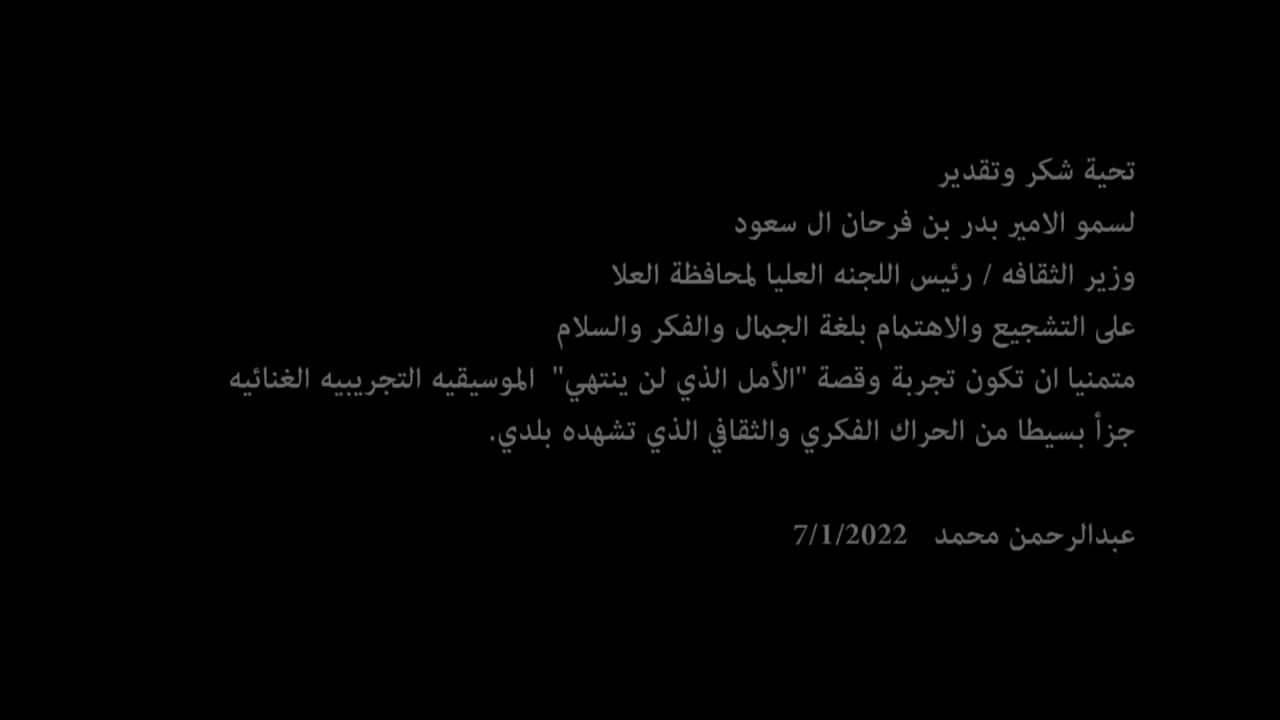 تحية شكر وتقدير
لسمو الامير بدر بن فرحان ال سعود
وزير الثقافه / رئيس اللجنه العليا لمحافظة العلا
على التشجيع والاهتمام بلغة الجمال والفكر والسلام
متمنيا ان تكون تجربة وقصة "الأمل الذي لن ينتهي" الموسيقيه التجريبيه الغنائيه
جزأ بسيطا من الحراك الفكري والثقافي الذي تشهده بلدي.
عبدالرحمن محمد 7/1/2022